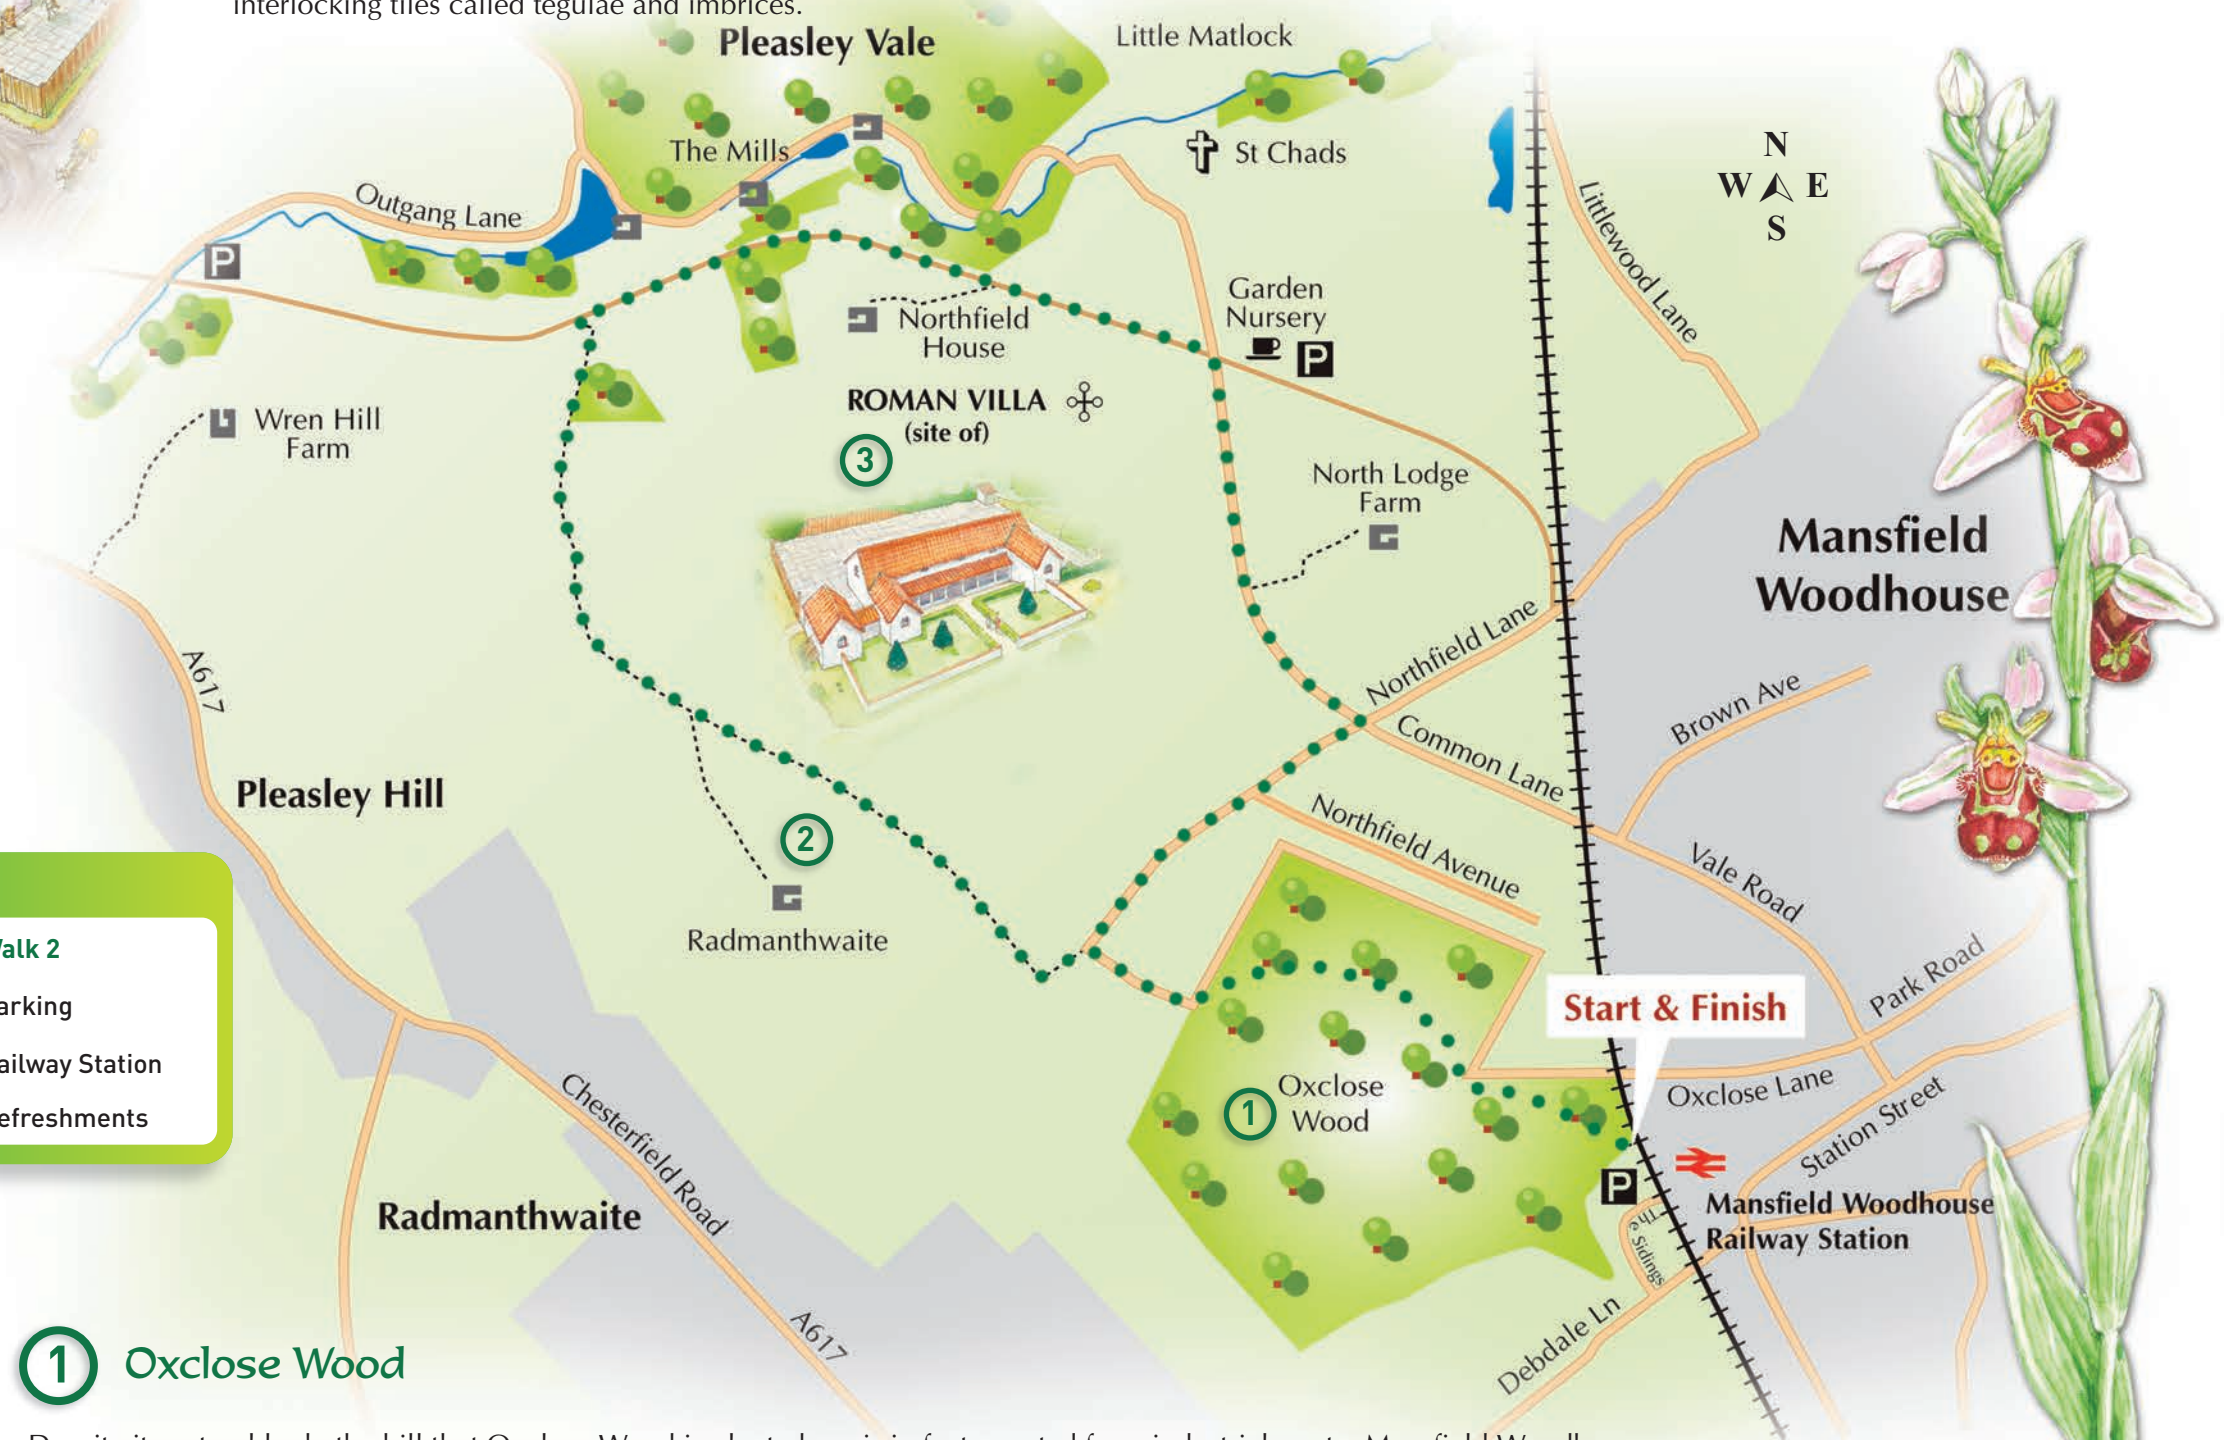 interlocking tiles called tegulae and imbrices.
Pleasley Vale
Little Matlock
The Mills
St Chads
N
W E
S
Outgang Lane
P
Littlewood Lane
Garden
Nursery
P
Northfield
House
ROMAN VILLA
(site of)
3
Wren Hill
Farm
North Lodge
Farm
Mansfield
Woodhouse
Northfield Lane
A617
Brown Ave
Common Lane
Pleasley Hill
Northfield Avenue
2
Vale Road
Radmanthwaite
Park Road
Start & Finish
Walk 2
arking
ailway Station
efreshments
Oxclose
Wood
1
Oxclose Lane
Station Street
Chesterfield Road
P
Mansfield Woodhouse
Railway Station
The Sidings
Radmanthwaite
Debdale Ln
A617
1 Oxclose Wood